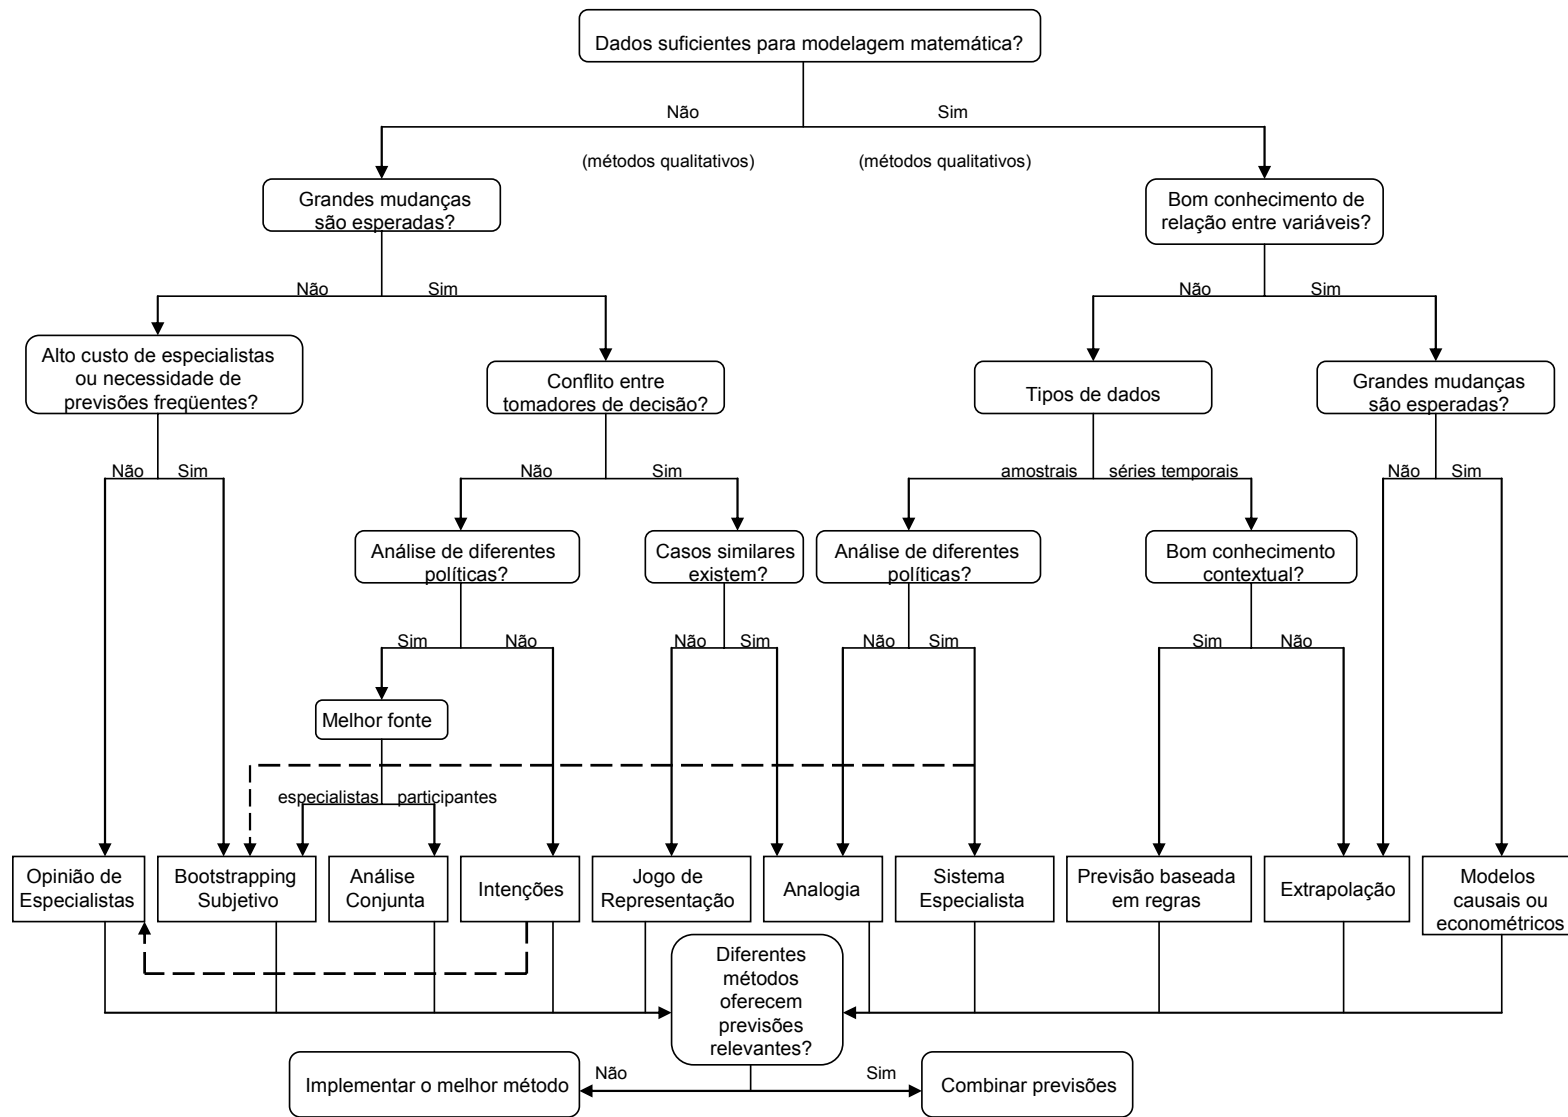 Dados suficientes para modelagem matemática?
Não
Sim
(métodos qualitativos)
(métodos qualitativos)
Grandes mudanças
são esperadas?
Bom conhecimento de
relação entre variáveis?
Não
Sim
Não
Sim
Alto custo de especialistas
ou necessidade de
previsões freqüentes?
Conflito entre
tomadores de decisão?
Tipos de dados
Grandes mudanças
são esperadas?
Não
Sim
Não
Sim
amostrais
séries temporais
Não
Sim
Análise de diferentes
políticas?
Casos similares
existem?
Análise de diferentes
políticas?
Bom conhecimento
contextual?
Sim
Não
Não
Sim
Não
Sim
Sim
Não
Melhor fonte
especialistas
participantes
Opinião de
Especialistas
Bootstrapping
Subjetivo
Análise
Conjunta
Intenções
Jogo de
Representação
Analogia
Sistema
Especialista
Previsão baseada
em regras
Extrapolação
Modelos
causais ou
econométricos
Diferentes
métodos
oferecem
previsões
relevantes?
Não
Sim
Implementar o melhor método
Combinar previsões